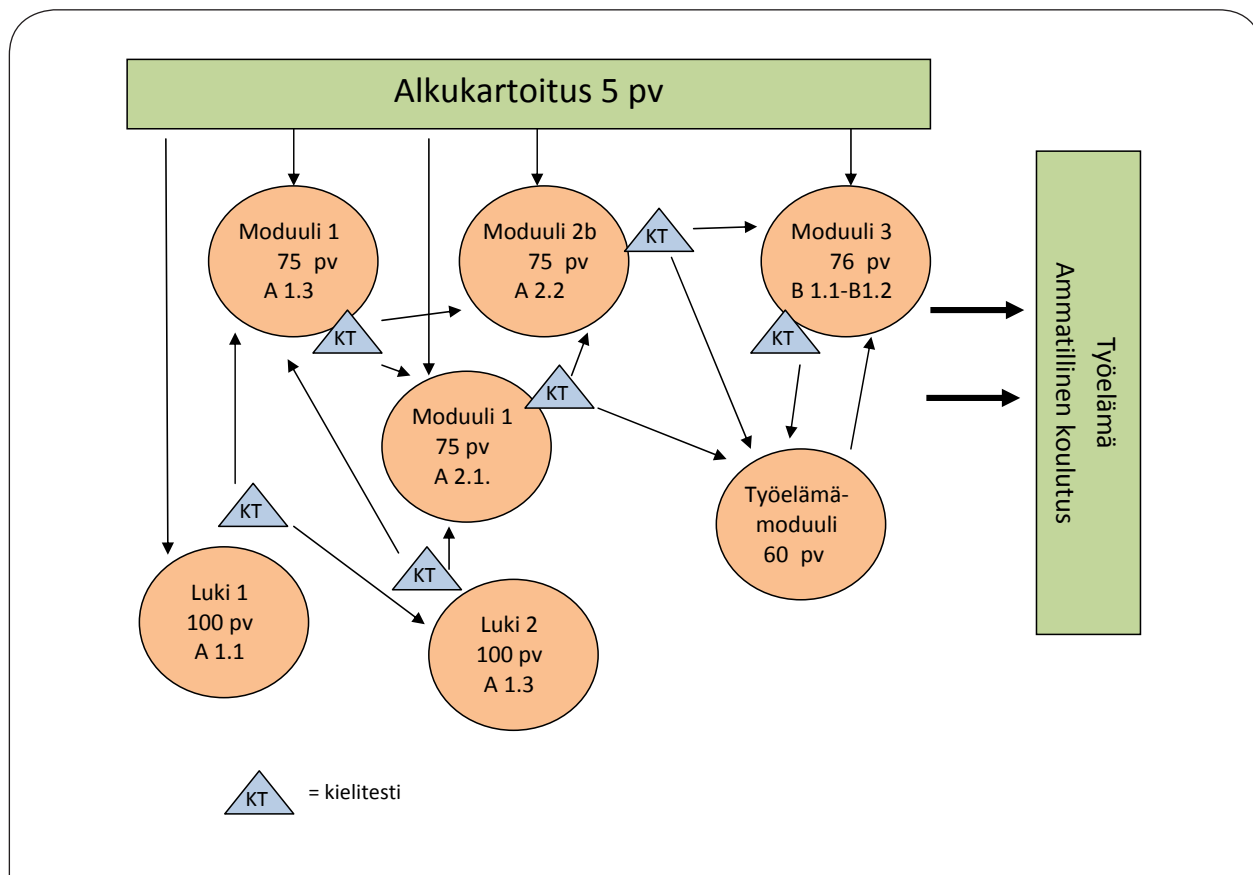 Alkukartoitus 5 pv
Moduuli 1
75 pv
A 1.3
KT
Moduuli 2b
75 pv
A 2.2
KT
Moduuli 3
76 pv
B 1.1-B1.2
KT
Moduuli 1
75 pv
A 2.1.
KT
Työelämä-
moduuli
60 pv
KT
Luki 1
100 pv
A 1.1
KT
Luki 2
100 pv
A 1.3
Työelämä
Ammatillinen koulutus
KT = kielitesti